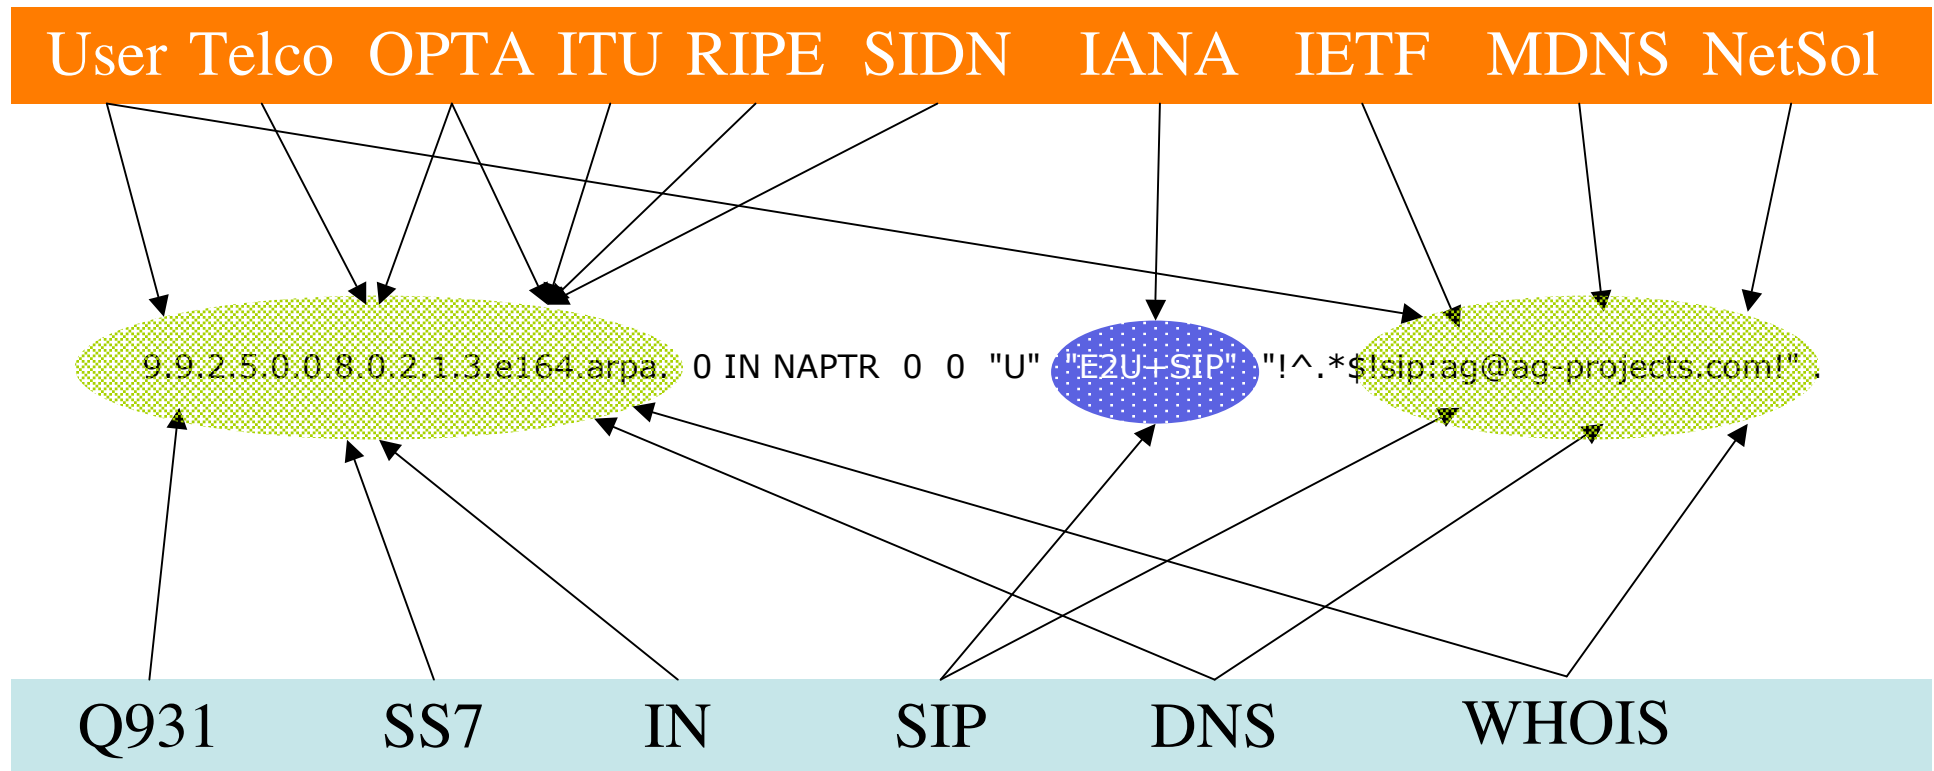 User Telco OPTA ITU RIPE SIDN IANA IETF MDNS NetSol
9.9.2.5.0.0.8.0.2.1.3.e164.arpa. 0 IN NAPTR 0 0 "U" "E2U+SIP" "!^.*$!sip:ag@ag-projects.com!" .
Q931 SS7 IN SIP DNS WHOIS